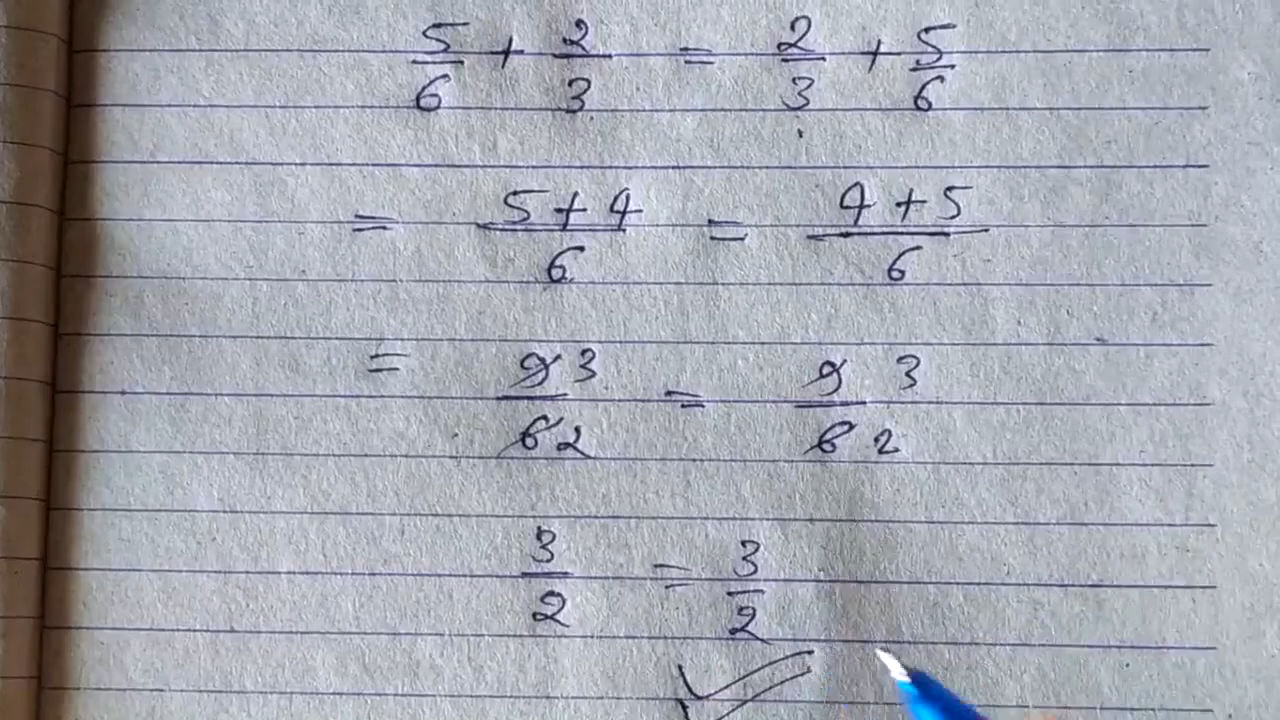 5/6 + 2/3 = 2/3 + 5/6
= 5+4/6 = 4+5/6
= 9 3/6 2 = 9 3/6 2
3/2 = 3/2